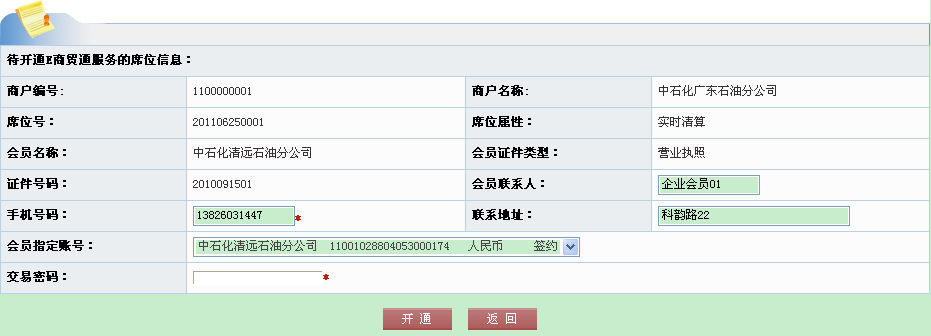 待开通E商贸通服务的席位信息：
商户编号: 1100000001 商户名称: 中石化广东石油分公司
席位号： 201106250001 席位属性： 实时清算
会员名称： 中石化清远石油分公司 会员证件类型： 营业执照
证件号码： 2010091501 会员联系人： 企业会员01
手机号码： 13826031447 * 联系地址： 科韵路22
会员指定账号： 中石化清远石油分公司 11001028804053000174 人民币 签约
交易密码： *
开 通 返 回